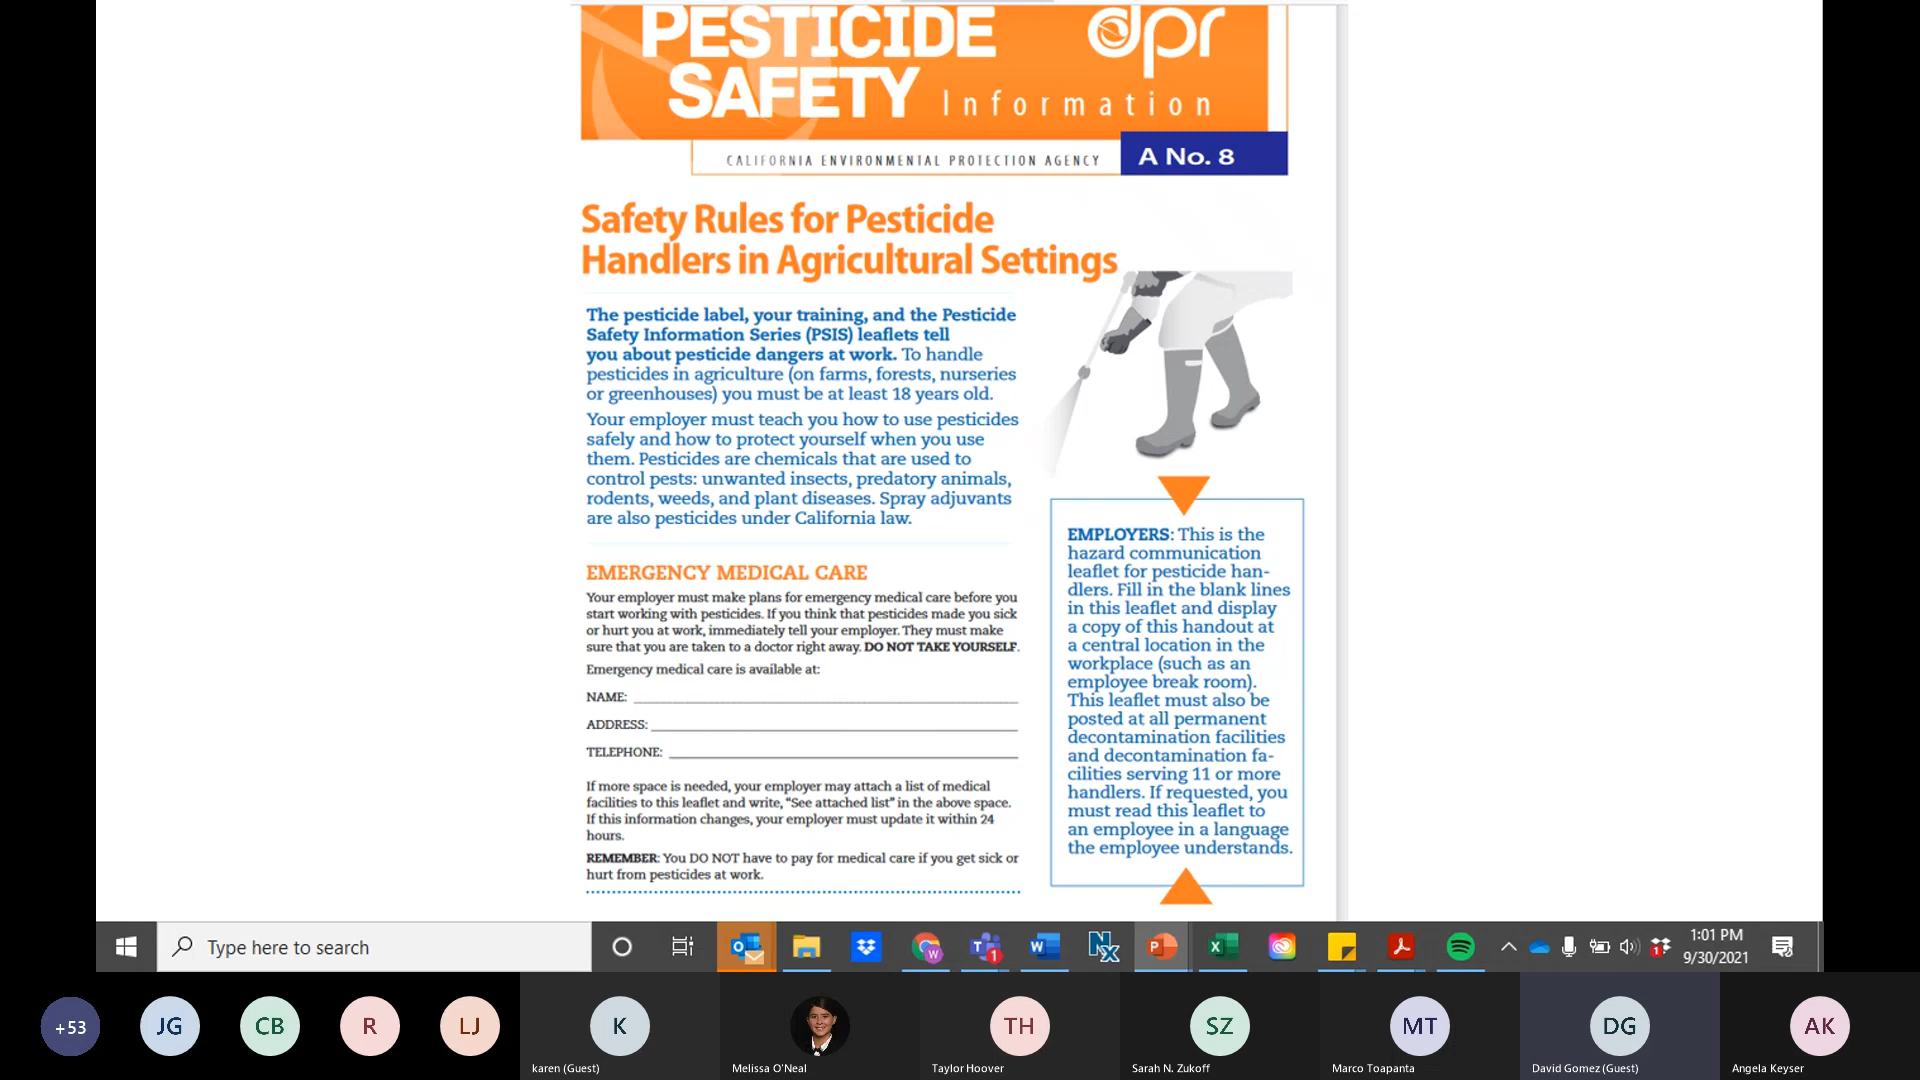 PESTICIDE
SAFETY Information
dpr
CALIFORNIA ENVIRONMENTAL PROTECTION AGENCY
A No. 8
Safety Rules for Pesticide
Handlers in Agricultural Settings
The pesticide label, your training, and the Pesticide
Safety Information Series (PSIS) leaflets tell
you about pesticide dangers at work. To handle
pesticides in agriculture (on farms, forests, nurseries
or greenhouses) you must be at least 18 years old.
Your employer must teach you how to use pesticides
safely and how to protect yourself when you use
them. Pesticides are chemicals that are used to
control pests: unwanted insects, predatory animals,
rodents, weeds, and plant diseases. Spray adjuvants
are also pesticides under California law.
EMERGENCY MEDICAL CARE
Your employer must make plans for emergency medical care before you
start working with pesticides. If you think that pesticides made you sick
or hurt you at work, immediately tell your employer. They must make
sure that you are taken to a doctor right away. DO NOT TAKE YOURSELF.
Emergency medical care is available at:
NAME:
ADDRESS:
TELEPHONE:
If more space is needed, your employer may attach a list of medical
facilities to this leaflet and write, “See attached list” in the above space.
If this information changes, your employer must update it within 24
hours.
REMEMBER: You DO NOT have to pay for medical care if you get sick or
hurt from pesticides at work.
EMPLOYERS: This is the
hazard communication
leaflet for pesticide han-
dlers. Fill in the blank lines
in this leaflet and display
a copy of this handout at
a central location in the
workplace (such as an
employee break room).
This leaflet must also be
posted at all permanent
decontamination facilities
and decontamination fa-
cilities serving 11 or more
handlers. If requested, you
must read this leaflet to
an employee in a language
the employee understands.
Type here to search
1:01 PM
9/30/2021
+53
JG
CB
R
LJ
K
TH
SZ
MT
DG
AK
karen (Guest)
Melissa O'Neal
Taylor Hoover
Sarah N. Zukoff
Marco Toapanta
David Gomez (Guest)
Angela Keyser